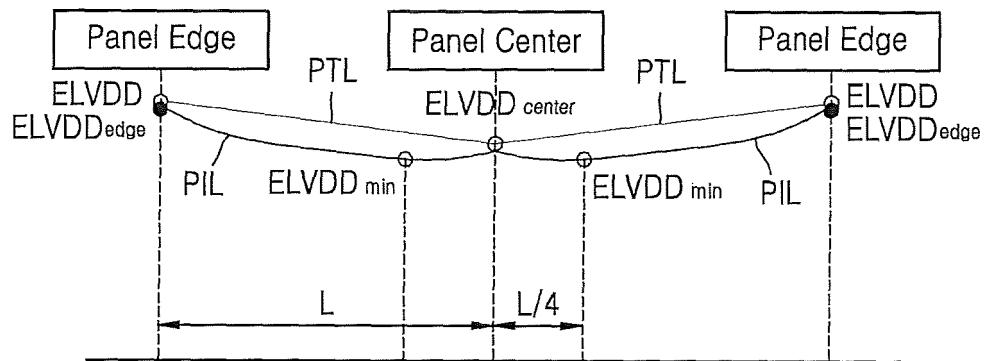 Panel Edge Panel Center Panel Edge
PTL PTL
ELVDD ELVDD center ELVDD
ELVDDedge ELVDDedge
PIL ELVDD min ELVDD min PIL
L L/4